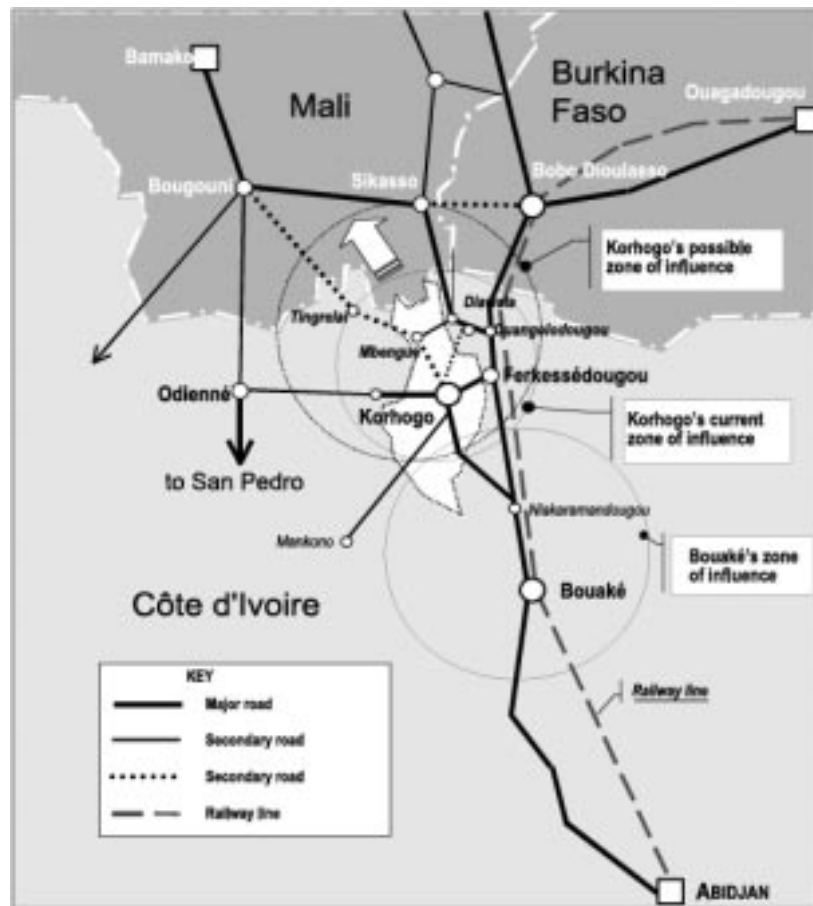 Bamako
Mali
Burkina
Faso
Ouagadougou
Bougouni
Sikasso
Bobo Dioulasso
Korhogo's possible
zone of influence
Diawala
Tingrelai
Ouangolodougou
Mbengue
Ferkessédougou
Odienné
Korhogo
Korhogo's current
zone of influence
to San Pedro
Niakaramandougou
Mankono
Bouaké's zone
of influence
Bouaké
Côte d'Ivoire
KEY
Major road
Secondary road
Secondary road
Railway line
Railway line
ABIDJAN